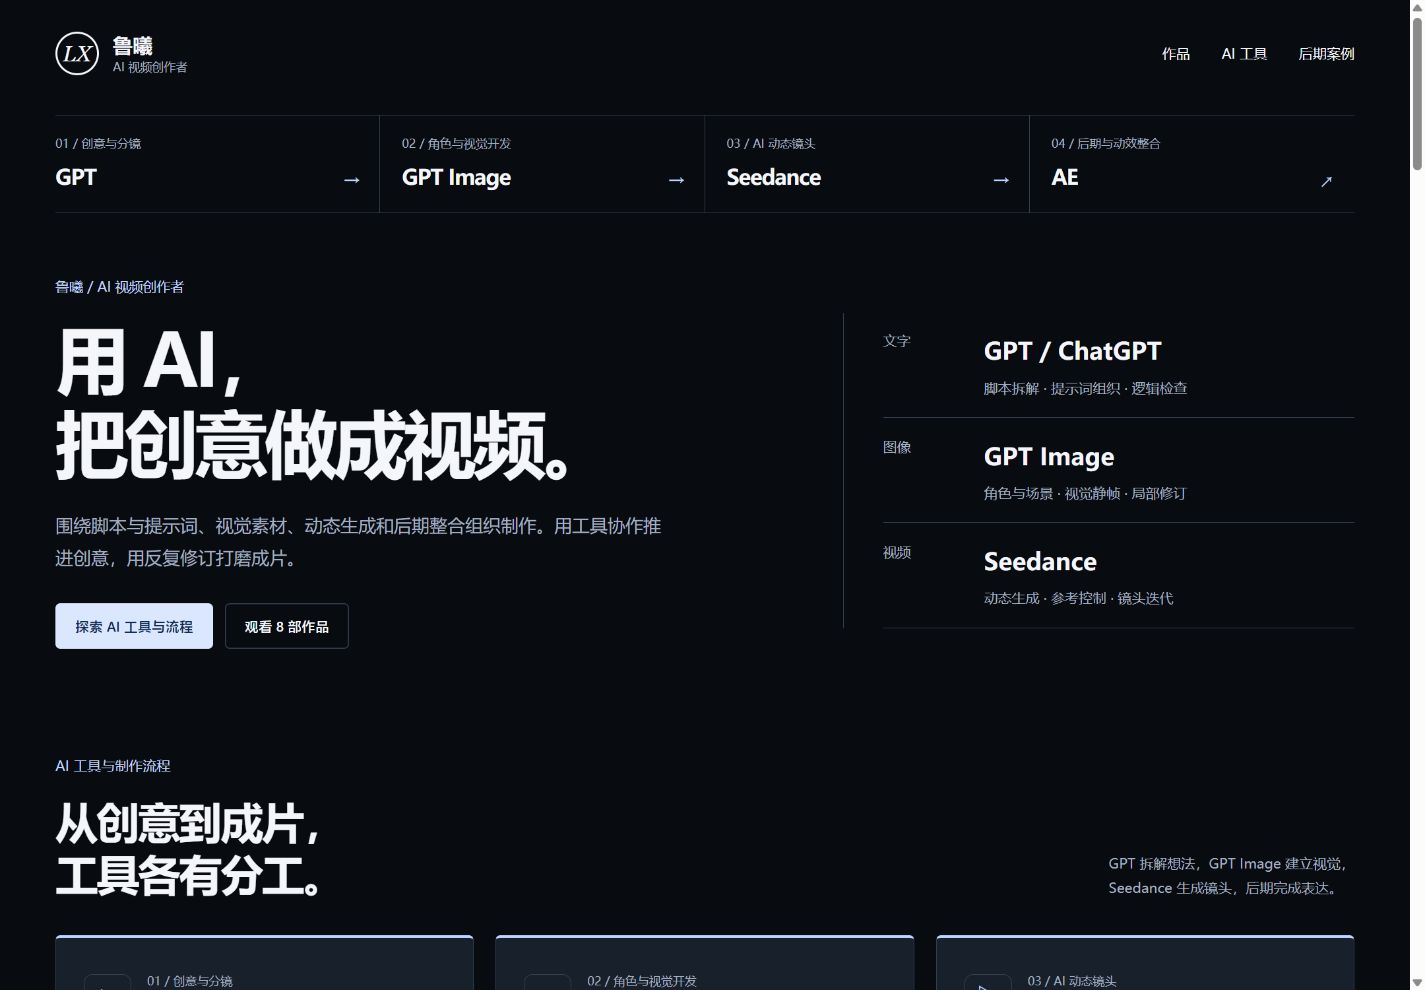 LX
鲁曦
AI 视频创作者
作品
AI 工具
后期案例
01 / 创意与分镜
GPT
→
02 / 角色与视觉开发
GPT Image
→
03 / AI 动态镜头
Seedance
→
04 / 后期与动效整合
AE
↗
鲁曦 / AI 视频创作者
用 AI，
把创意做成视频。
围绕脚本与提示词、视觉素材、动态生成和后期整合组织制作。用工具协作推
进创意，用反复修订打磨成片。
探索 AI 工具与流程
观看 8 部作品
文字
GPT / ChatGPT
脚本拆解 · 提示词组织 · 逻辑检查
图像
GPT Image
角色与场景 · 视觉静帧 · 局部修订
视频
Seedance
动态生成 · 参考控制 · 镜头迭代
AI 工具与制作流程
从创意到成片，
工具各有分工。
GPT 拆解想法，GPT Image 建立视觉，
Seedance 生成镜头，后期完成表达。
01 / 创意与分镜
02 / 角色与视觉开发
03 / AI 动态镜头